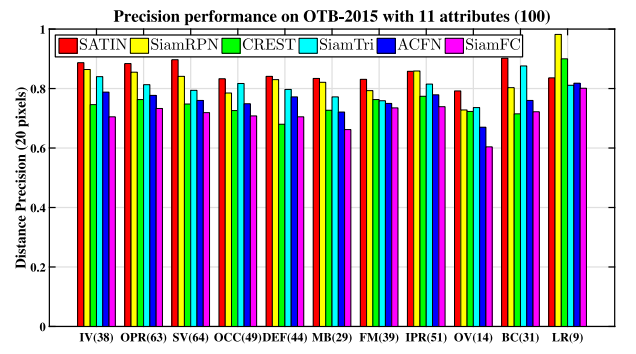 Precision performance on OTB-2015 with 11 attributes (100)
SATIN SiamRPN CREST SiamTri ACFN SiamFC
Distance Precision (20 pixels)
1
0.8
0.6
0.4
0.2
0
IV(38) OPR(63) SV(64) OCC(49) DEF(44) MB(29) FM(39) IPR(51) OV(14) BC(31) LR(9)